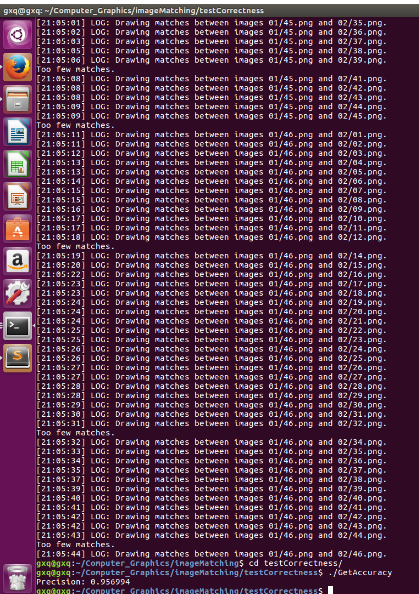 gxq@gxq: ~/Computer_Graphics/imageMatching/testCorrectness
[21:05:01] LOG: Drawing matches between images 01/45.png and 02/35.png.
[21:05:02] LOG: Drawing matches between images 01/45.png and 02/36.png.
[21:05:03] LOG: Drawing matches between images 01/45.png and 02/37.png.
[21:05:05] LOG: Drawing matches between images 01/45.png and 02/38.png.
[21:05:06] LOG: Drawing matches between images 01/45.png and 02/39.png.
Too few matches.
[21:05:08] LOG: Drawing matches between images 01/45.png and 02/41.png.
[21:05:08] LOG: Drawing matches between images 01/45.png and 02/42.png.
[21:05:08] LOG: Drawing matches between images 01/45.png and 02/43.png.
[21:05:09] LOG: Drawing matches between images 01/45.png and 02/44.png.
[21:05:09] LOG: Drawing matches between images 01/45.png and 02/45.png.
Too few matches.
[21:05:11] LOG: Drawing matches between images 01/46.png and 02/01.png.
[21:05:11] LOG: Drawing matches between images 01/46.png and 02/02.png.
[21:05:12] LOG: Drawing matches between images 01/46.png and 02/03.png.
[21:05:13] LOG: Drawing matches between images 01/46.png and 02/04.png.
[21:05:13] LOG: Drawing matches between images 01/46.png and 02/05.png.
[21:05:14] LOG: Drawing matches between images 01/46.png and 02/06.png.
[21:05:15] LOG: Drawing matches between images 01/46.png and 02/07.png.
[21:05:15] LOG: Drawing matches between images 01/46.png and 02/08.png.
[21:05:16] LOG: Drawing matches between images 01/46.png and 02/09.png.
[21:05:17] LOG: Drawing matches between images 01/46.png and 02/10.png.
[21:05:17] LOG: Drawing matches between images 01/46.png and 02/11.png.
[21:05:18] LOG: Drawing matches between images 01/46.png and 02/12.png.
Too few matches.
[21:05:19] LOG: Drawing matches between images 01/46.png and 02/14.png.
[21:05:20] LOG: Drawing matches between images 01/46.png and 02/15.png.
[21:05:22] LOG: Drawing matches between images 01/46.png and 02/16.png.
[21:05:23] LOG: Drawing matches between images 01/46.png and 02/17.png.
[21:05:23] LOG: Drawing matches between images 01/46.png and 02/18.png.
[21:05:24] LOG: Drawing matches between images 01/46.png and 02/19.png.
[21:05:24] LOG: Drawing matches between images 01/46.png and 02/20.png.
[21:05:24] LOG: Drawing matches between images 01/46.png and 02/21.png.
[21:05:25] LOG: Drawing matches between images 01/46.png and 02/22.png.
[21:05:25] LOG: Drawing matches between images 01/46.png and 02/23.png.
[21:05:26] LOG: Drawing matches between images 01/46.png and 02/24.png.
[21:05:26] LOG: Drawing matches between images 01/46.png and 02/25.png.
[21:05:27] LOG: Drawing matches between images 01/46.png and 02/26.png.
[21:05:27] LOG: Drawing matches between images 01/46.png and 02/27.png.
[21:05:28] LOG: Drawing matches between images 01/46.png and 02/28.png.
[21:05:28] LOG: Drawing matches between images 01/46.png and 02/29.png.
[21:05:29] LOG: Drawing matches between images 01/46.png and 02/30.png.
[21:05:31] LOG: Drawing matches between images 01/46.png and 02/31.png.
[21:05:31] LOG: Drawing matches between images 01/46.png and 02/32.png.
Too few matches.
[21:05:32] LOG: Drawing matches between images 01/46.png and 02/34.png.
[21:05:33] LOG: Drawing matches between images 01/46.png and 02/35.png.
[21:05:34] LOG: Drawing matches between images 01/46.png and 02/36.png.
[21:05:35] LOG: Drawing matches between images 01/46.png and 02/37.png.
[21:05:37] LOG: Drawing matches between images 01/46.png and 02/38.png.
[21:05:39] LOG: Drawing matches between images 01/46.png and 02/39.png.
[21:05:40] LOG: Drawing matches between images 01/46.png and 02/40.png.
[21:05:41] LOG: Drawing matches between images 01/46.png and 02/41.png.
[21:05:42] LOG: Drawing matches between images 01/46.png and 02/42.png.
[21:05:42] LOG: Drawing matches between images 01/46.png and 02/43.png.
[21:05:43] LOG: Drawing matches between images 01/46.png and 02/44.png.
Too few matches.
[21:05:44] LOG: Drawing matches between images 01/46.png and 02/46.png.
gxq@gxq:~/Computer_Graphics/imageMatching$ cd testCorrectness/
gxq@gxq:~/Computer_Graphics/imageMatching/testCorrectness$ ./GetAccuracy
Precision: 0.956994
gxq@gxq:~/Computer_Graphics/imageMatching/testCorrectness$